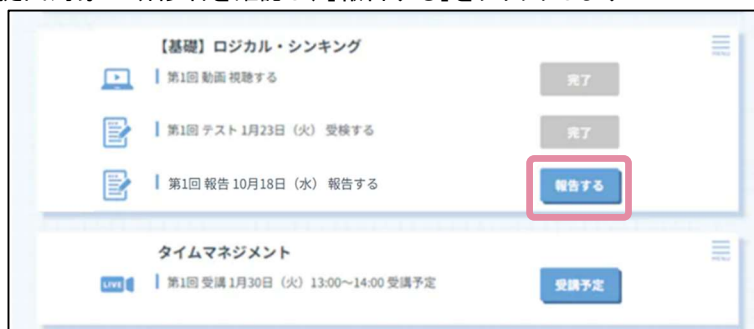 【基礎】ロジカル・シンキング
MENU
第1回 動画 視聴する
完了
第1回 テスト 1月23日（火） 受検する
完了
第1回 報告 10月18日（水） 報告する
報告する
タイムマネジメント
MENU
LIVE
第1回 受講 1月30日（火）13:00～14:00 受講予定
受講予定